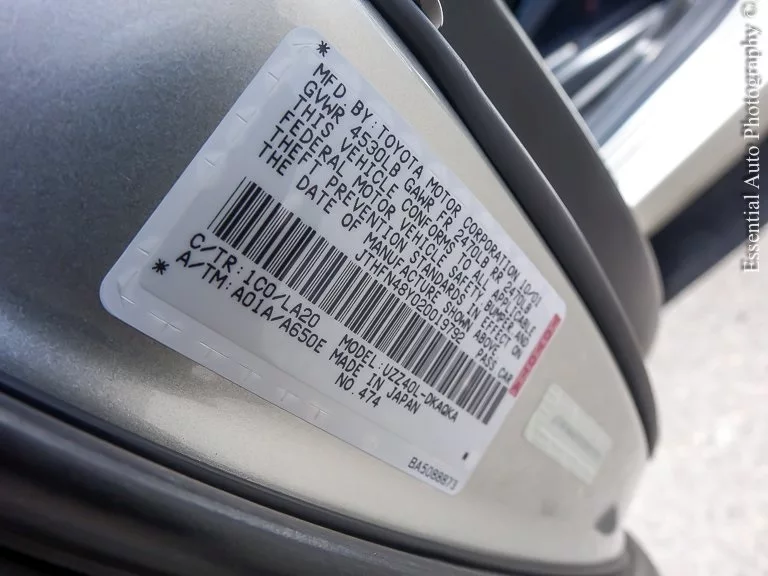 MFD. BY: TOYOTA MOTOR CORPORATION 10/01
GVWR 4530LB GAWR FR 2470LB RR 2470LB
THIS VEHICLE CONFORMS TO ALL APPLICABLE
FEDERAL MOTOR VEHICLE SAFETY, BUMPER AND
THEFT PREVENTION STANDARDS IN EFFECT ON
THE DATE OF MANUFACTURE SHOWN ABOVE.
JTHFN48Y020019792 PASS CAR
C/TR: 1C0/LA20 MODEL: UZZ40L-DKAQKA
A/TM: A01A/A650E MADE IN JAPAN
NO. 474
BA5088873
Essential Auto Photography ©